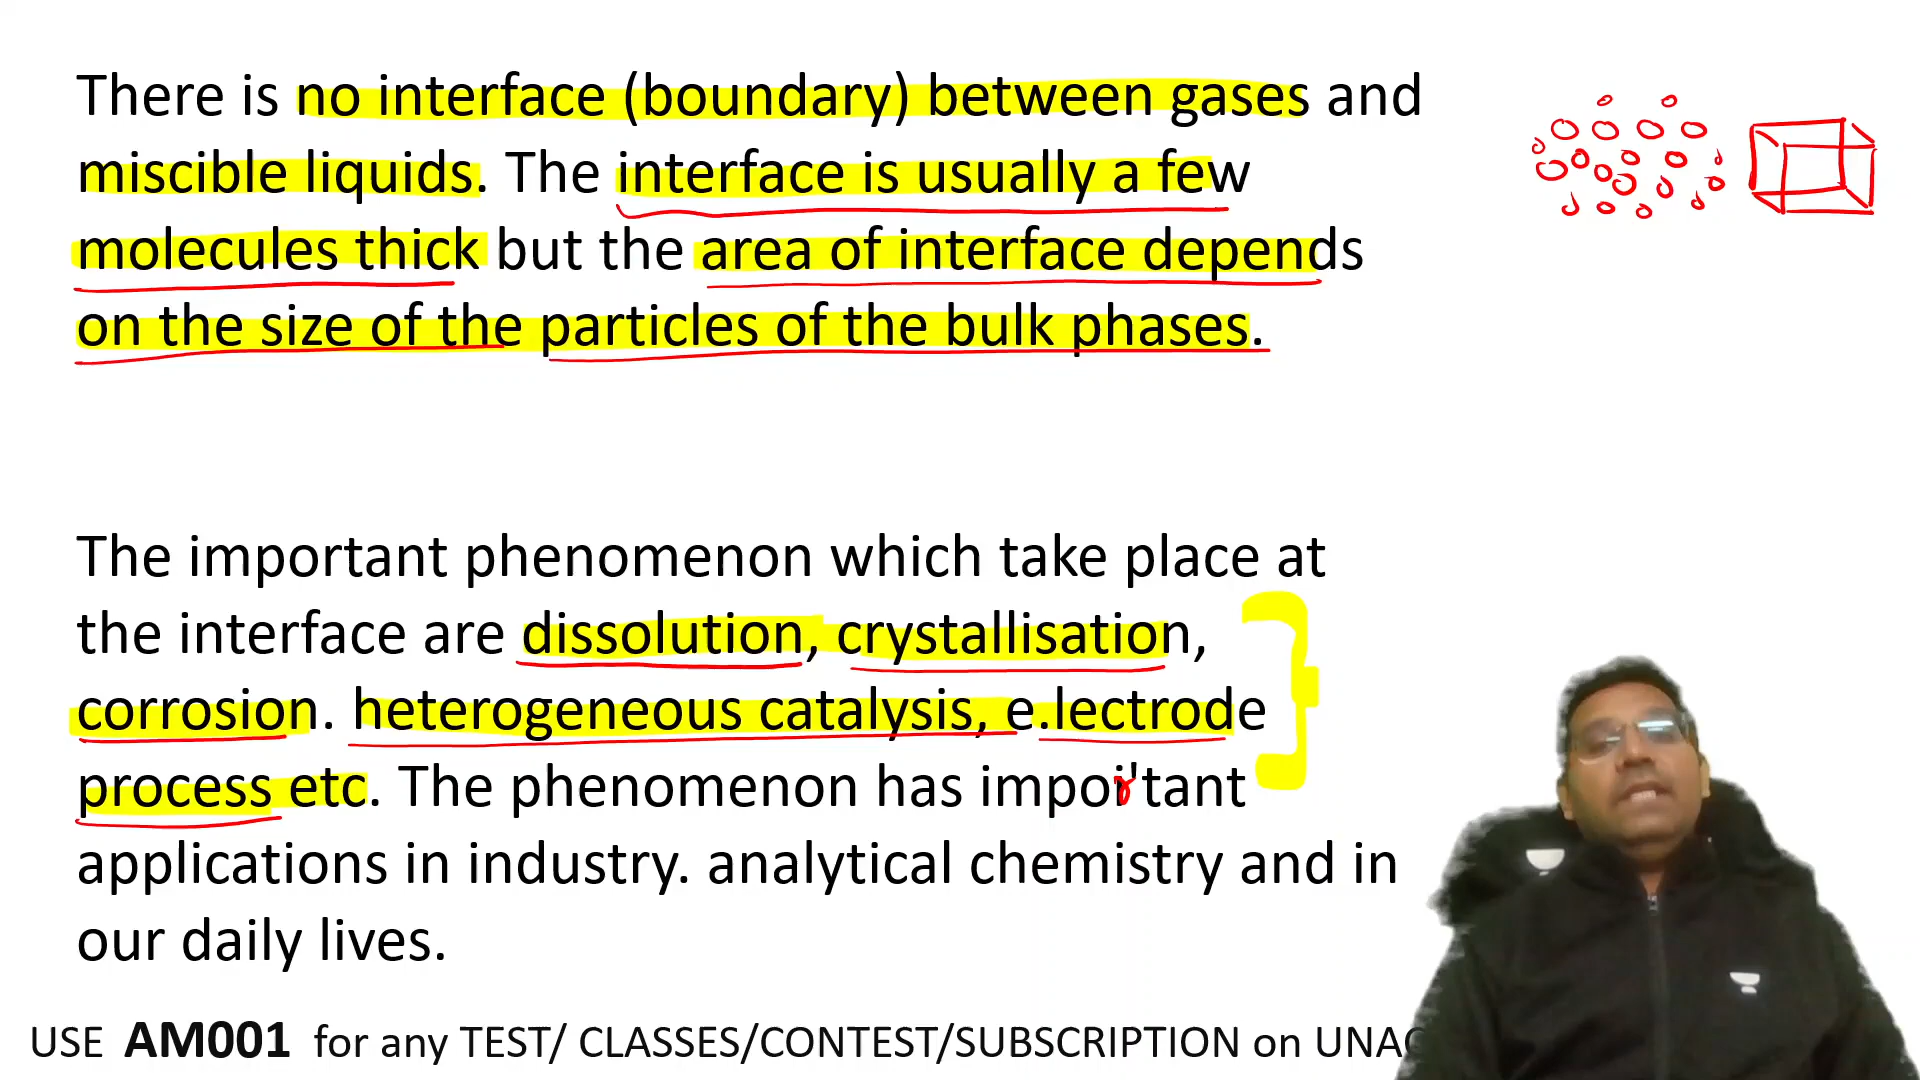 There is no interface (boundary) between gases and
miscible liquids. The interface is usually a few
molecules thick but the area of interface depends
on the size of the particles of the bulk phases.
The important phenomenon which take place at
the interface are dissolution, crystallisation,
corrosion. heterogeneous catalysis, e.lectrode
process etc. The phenomenon has impoi'tant
applications in industry. analytical chemistry and in
our daily lives.
USE AM001 for any TEST/ CLASSES/CONTEST/SUBSCRIPTION on UNAC